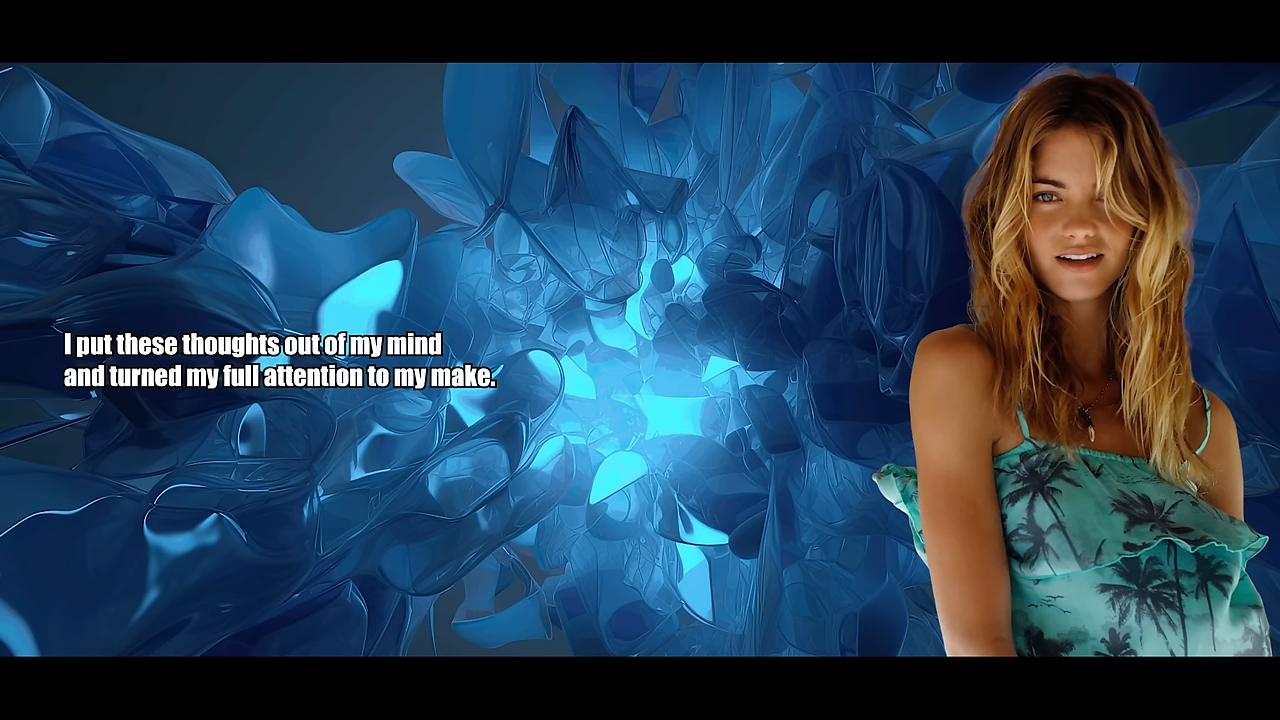 I put these thoughts out of my mind
and turned my full attention to my make.